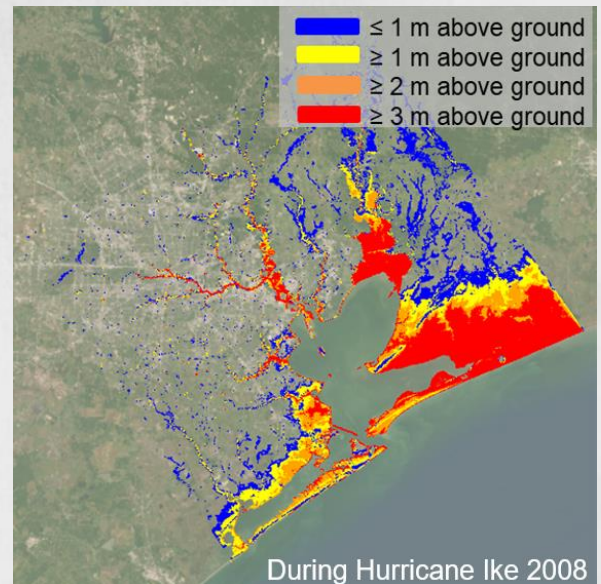 ≤ 1 m above ground
≥ 1 m above ground
≥ 2 m above ground
≥ 3 m above ground
During Hurricane Ike 2008